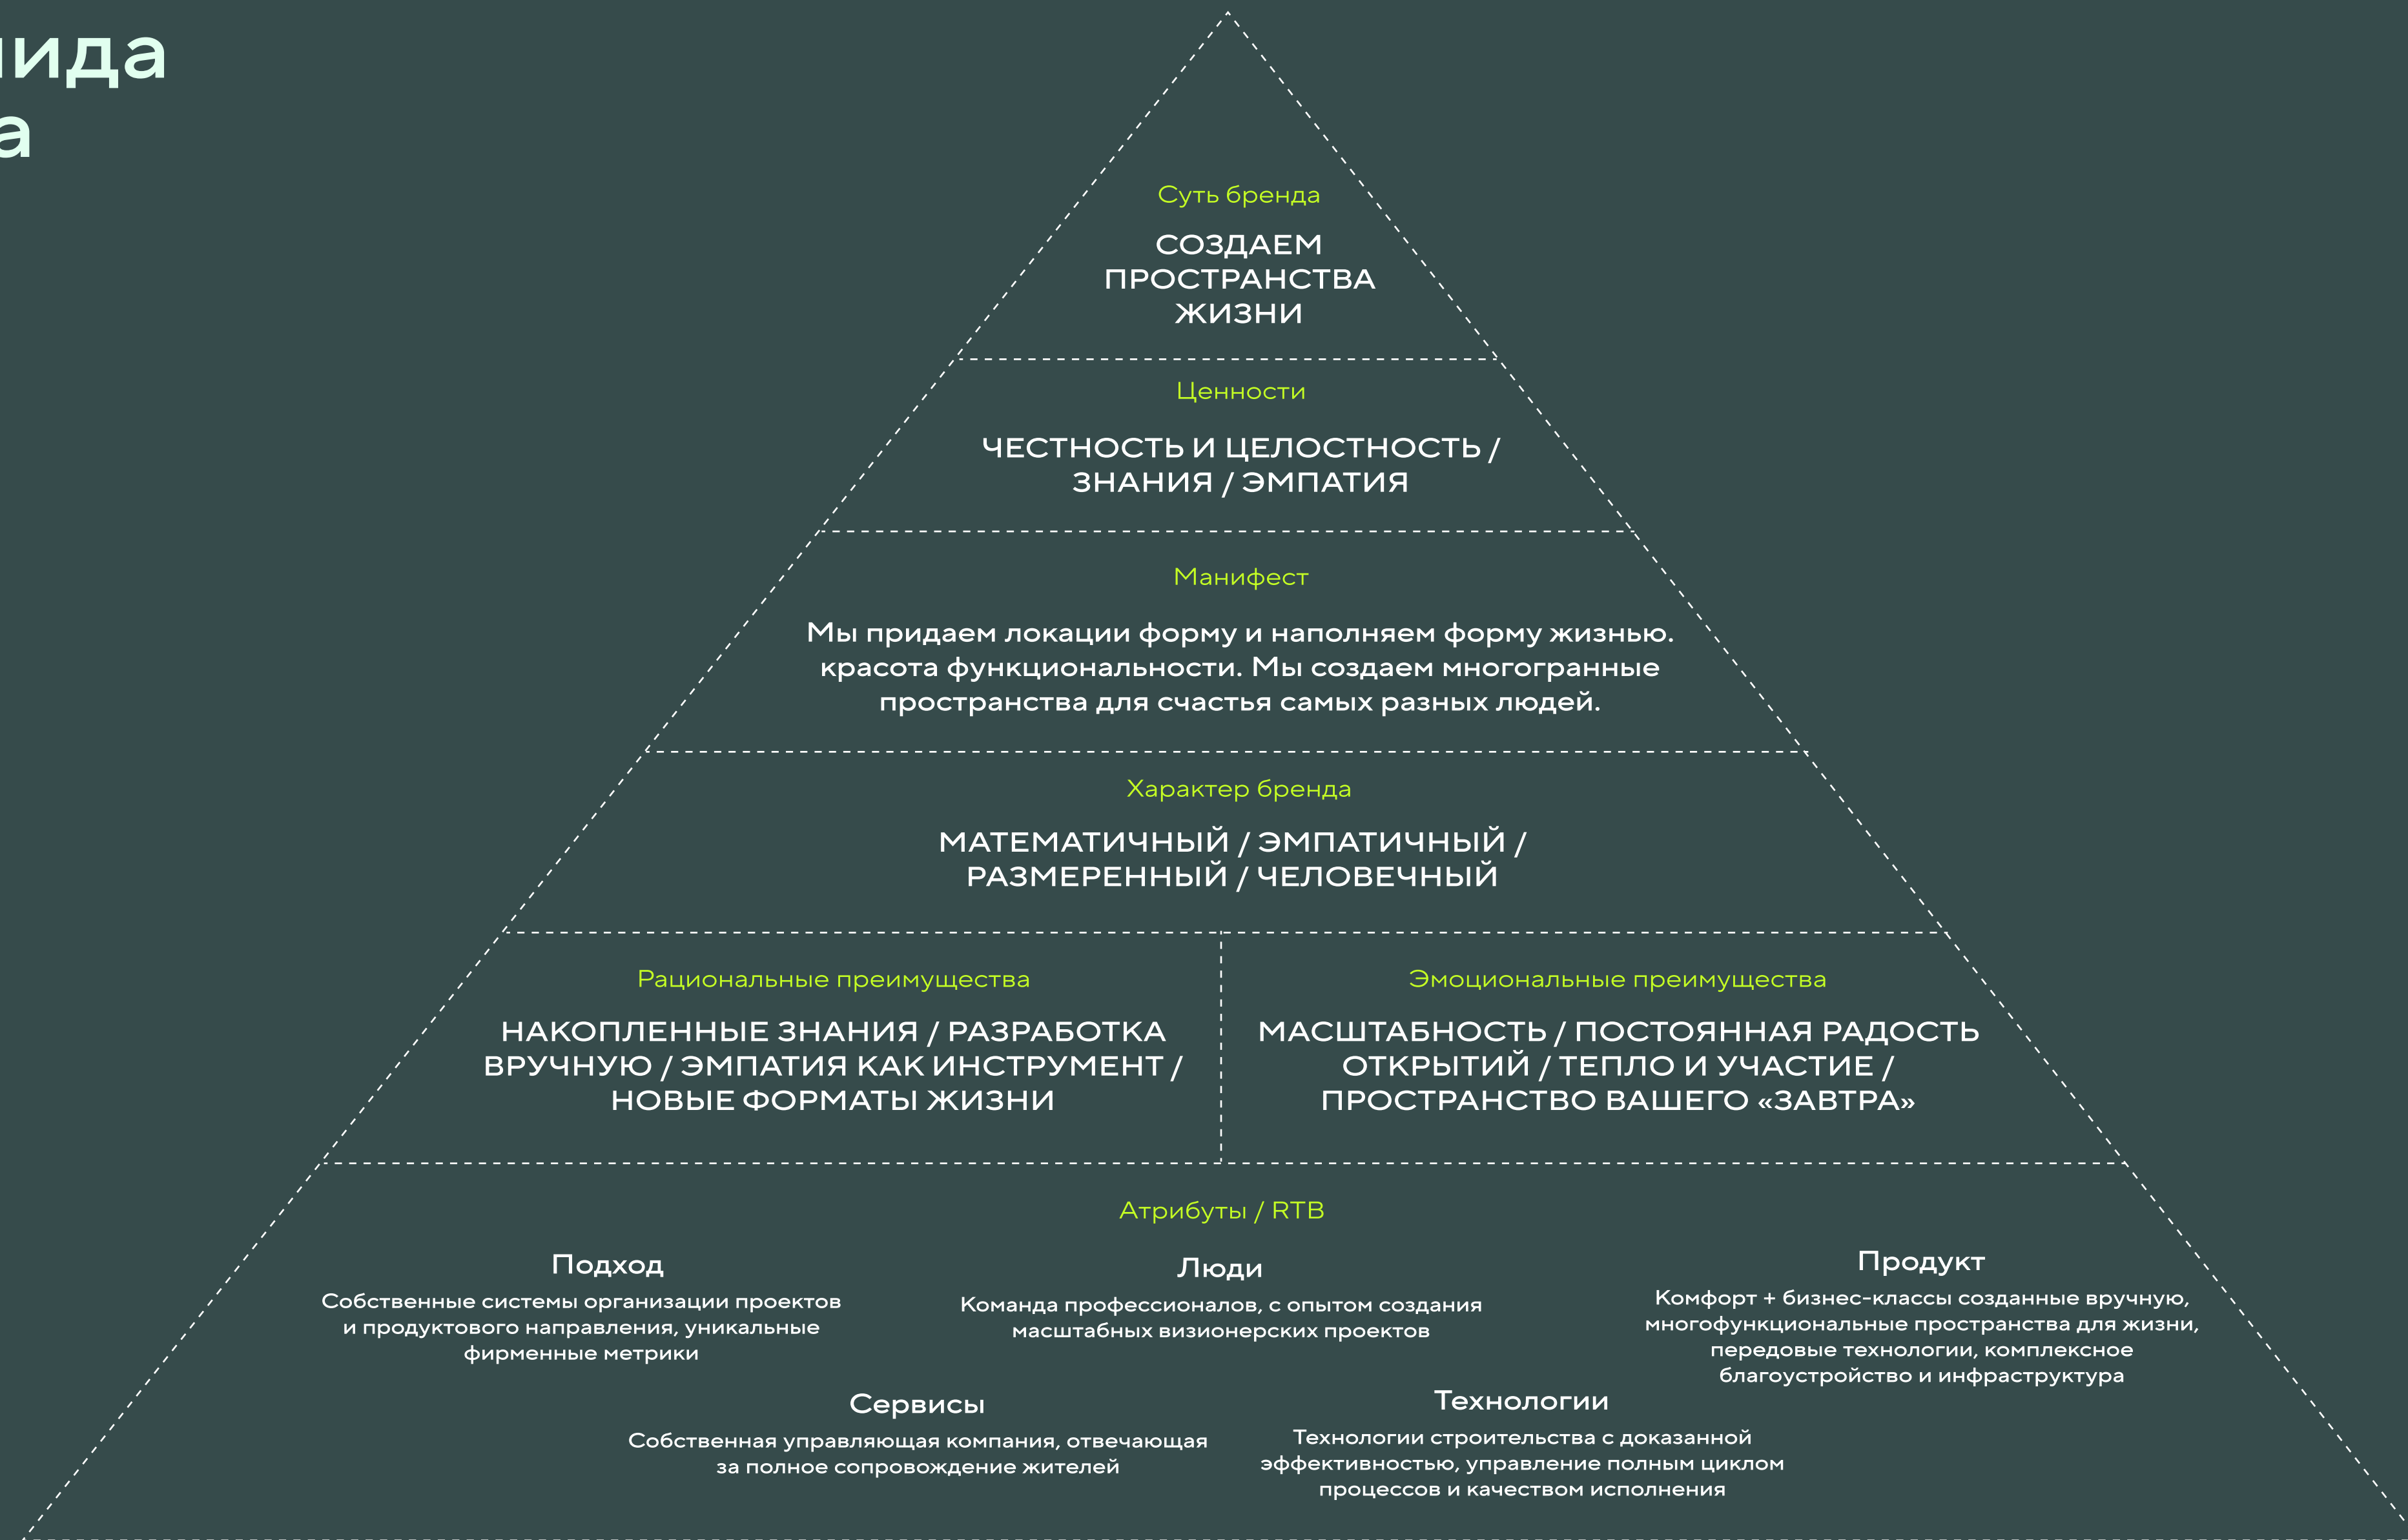 Суть бренда
СОЗДАЕМ
ПРОСТРАНСТВА
ЖИЗНИ
Ценности
ЧЕСТНОСТЬ И ЦЕЛОСТНОСТЬ /
ЗНАНИЯ / ЭМПАТИЯ
Манифест
Мы придаем локации форму и наполняем форму жизнью.
красота функциональности. Мы создаем многогранные
пространства для счастья самых разных людей.
Характер бренда
МАТЕМАТИЧНЫЙ / ЭМПАТИЧНЫЙ /
РАЗМЕРЕННЫЙ / ЧЕЛОВЕЧНЫЙ
Рациональные преимущества
НАКОПЛЕННЫЕ ЗНАНИЯ / РАЗРАБОТКА
ВРУЧНУЮ / ЭМПАТИЯ КАК ИНСТРУМЕНТ /
НОВЫЕ ФОРМАТЫ ЖИЗНИ
Эмоциональные преимущества
МАСШТАБНОСТЬ / ПОСТОЯННАЯ РАДОСТЬ
ОТКРЫТИЙ / ТЕПЛО И УЧАСТИЕ /
ПРОСТРАНСТВО ВАШЕГО «ЗАВТРА»
Атрибуты / RTB
Подход
Собственные системы организации проектов
и продуктового направления, уникальные
фирменные метрики
Люди
Команда профессионалов, с опытом создания
масштабных визионерских проектов
Продукт
Комфорт + бизнес-классы созданные вручную,
многофункциональные пространства для жизни,
передовые технологии, комплексное
благоустройство и инфраструктура
Сервисы
Собственная управляющая компания, отвечающая
за полное сопровождение жителей
Технологии
Технологии строительства с доказанной
эффективностью, управление полным циклом
процессов и качеством исполнения